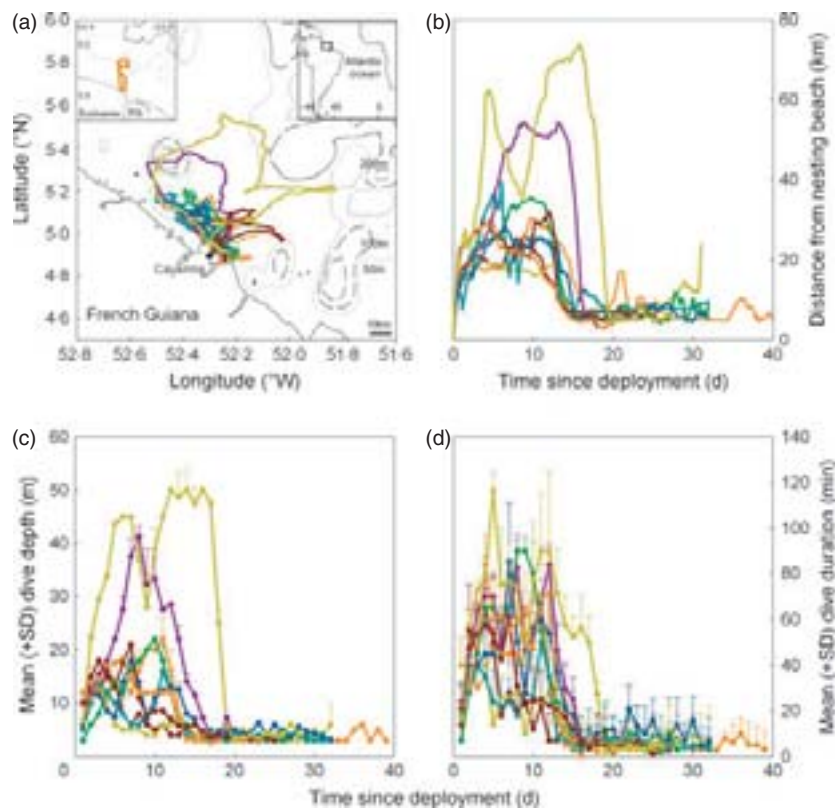 (a)
6·0
5·8
5·6
5·4
5·2
5·0
4·8
4·6
Latitude (°N)
Atlantic
ocean
200m
100m
50m
Cayenne
French Guiana
10km
52·8 52·6 52·4 52·2 52·0 51·8 51·6
Longitude (°W)
(b)
80
60
40
20
0
Distance from nesting beach (km)
0 10 20 30 40
Time since deployment (d)
(c)
60
50
40
30
20
10
Mean (+SD) dive depth (m)
0 10 20 30 40
(d)
140
120
100
80
60
40
20
0
Mean (+SD) dive duration (min)
0 10 20 30 40
Time since deployment (d)